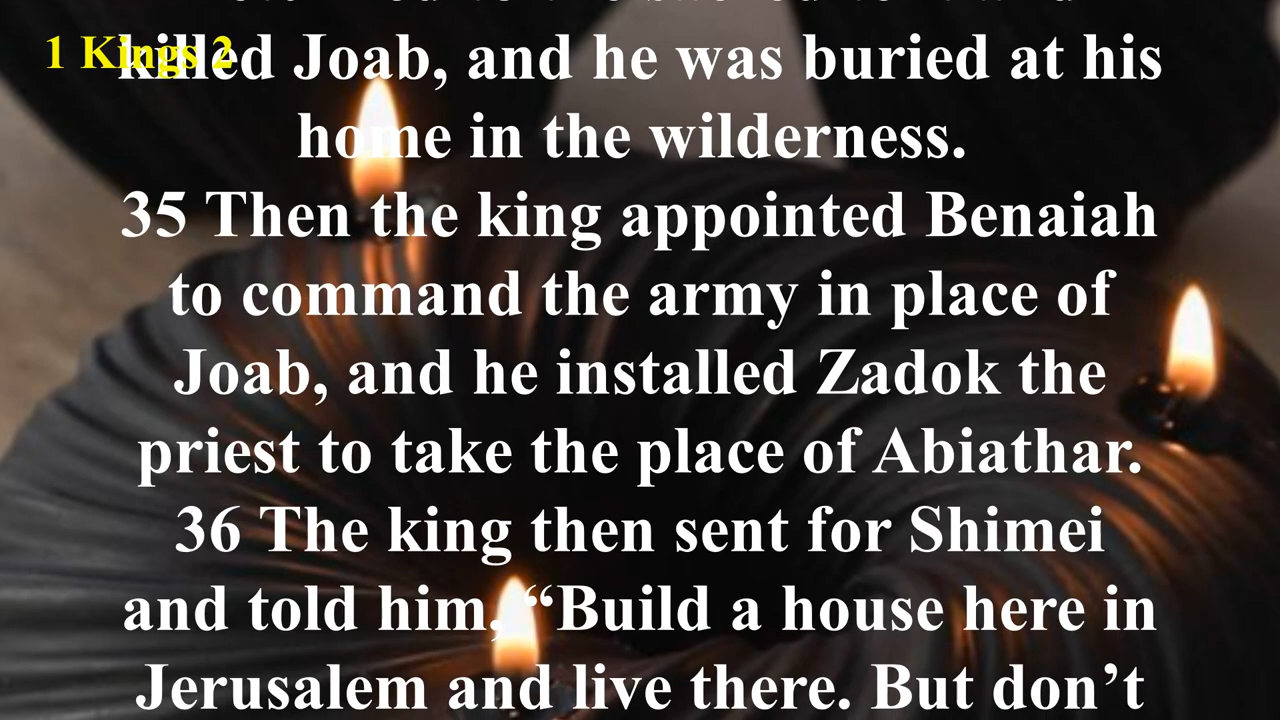 1 Kings 2
killed Joab, and he was buried at his
home in the wilderness.
35 Then the king appointed Benaiah
to command the army in place of
Joab, and he installed Zadok the
priest to take the place of Abiathar.
36 The king then sent for Shimei
and told him, “Build a house here in
Jerusalem and live there. But don’t